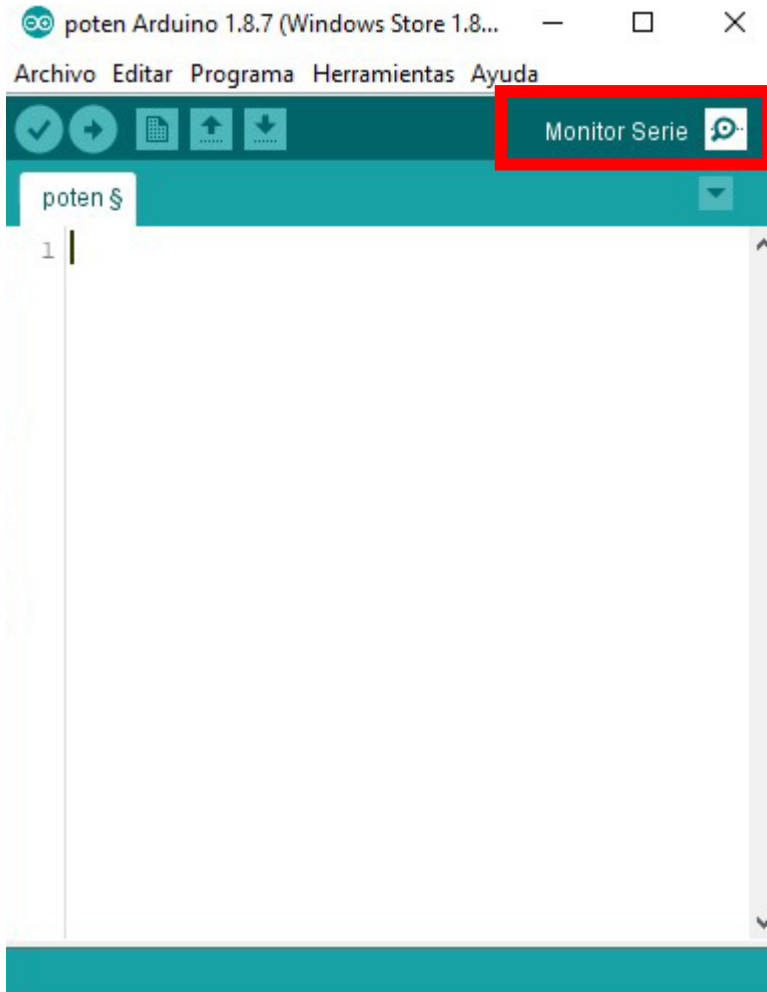 poten Arduino 1.8.7 (Windows Store 1.8...
Archivo Editar Programa Herramientas Ayuda
Monitor Serie
poten §
1